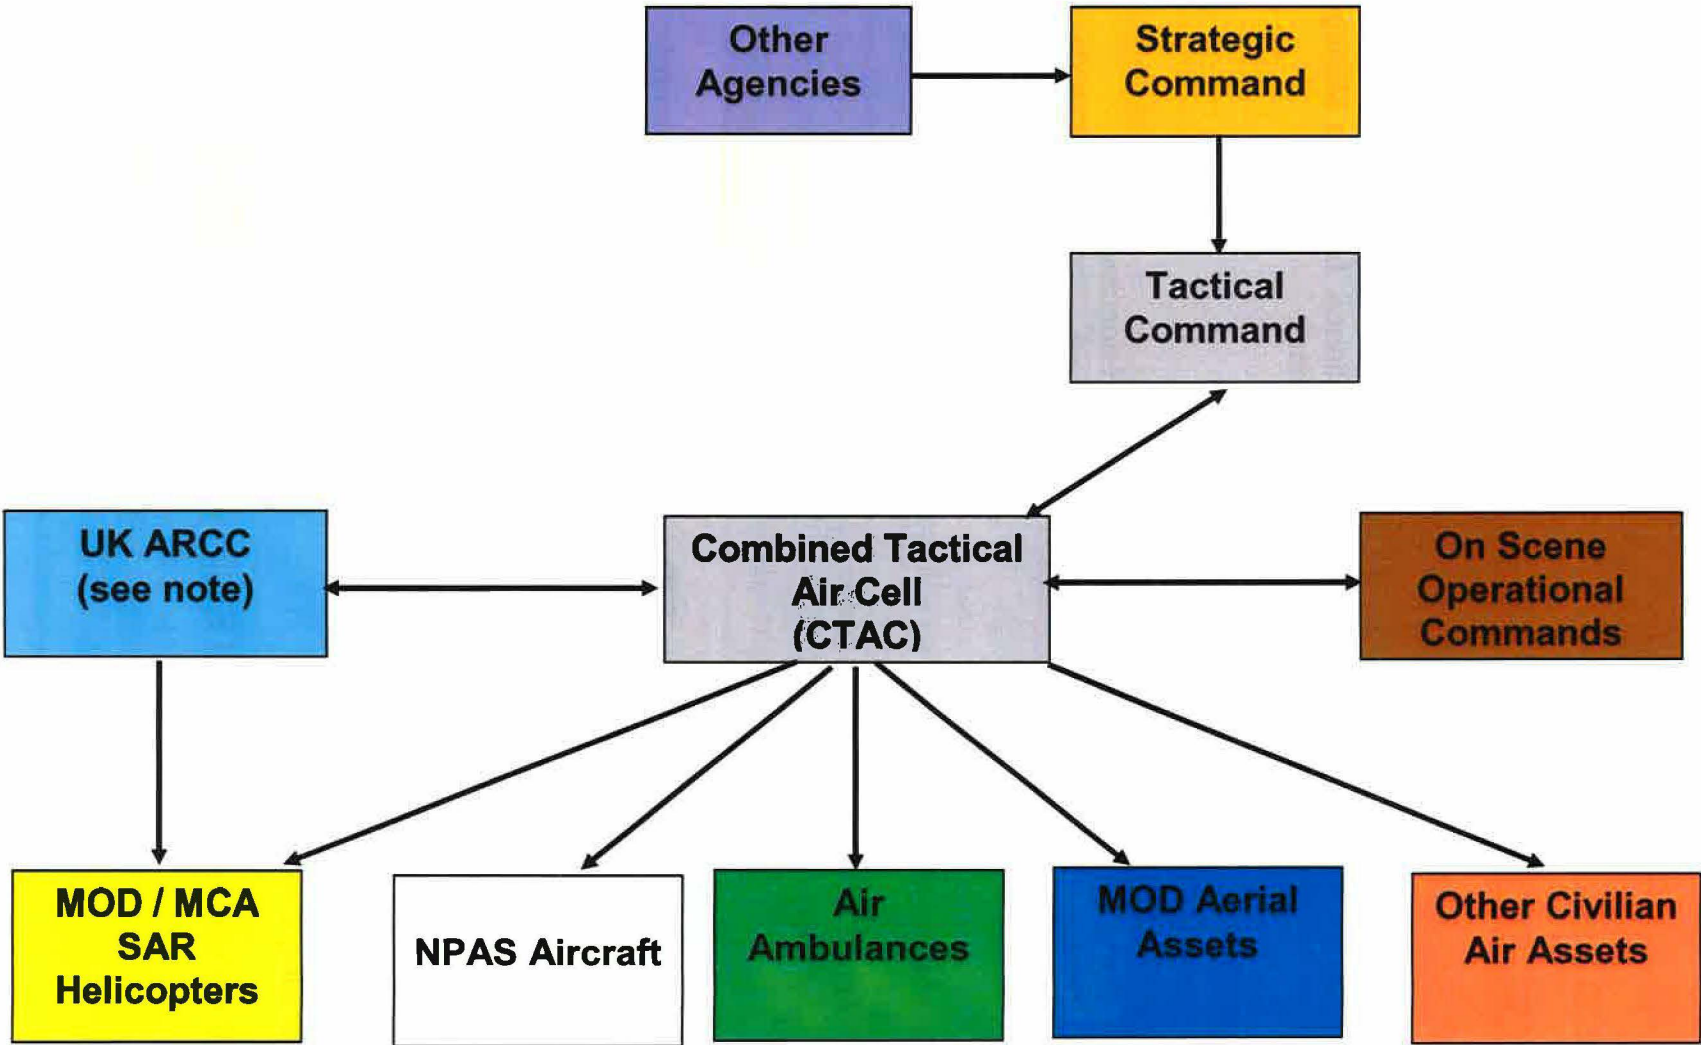 Other
Agencies
Strategic
Command
Tactical
Command
UK ARCC
(see note)
Combined Tactical
Air Cell
(CTAC)
On Scene
Operational
Commands
MOD / MCA
SAR
Helicopters
NPAS Aircraft
Air
Ambulances
MOD Aerial
Assets
Other Civilian
Air Assets